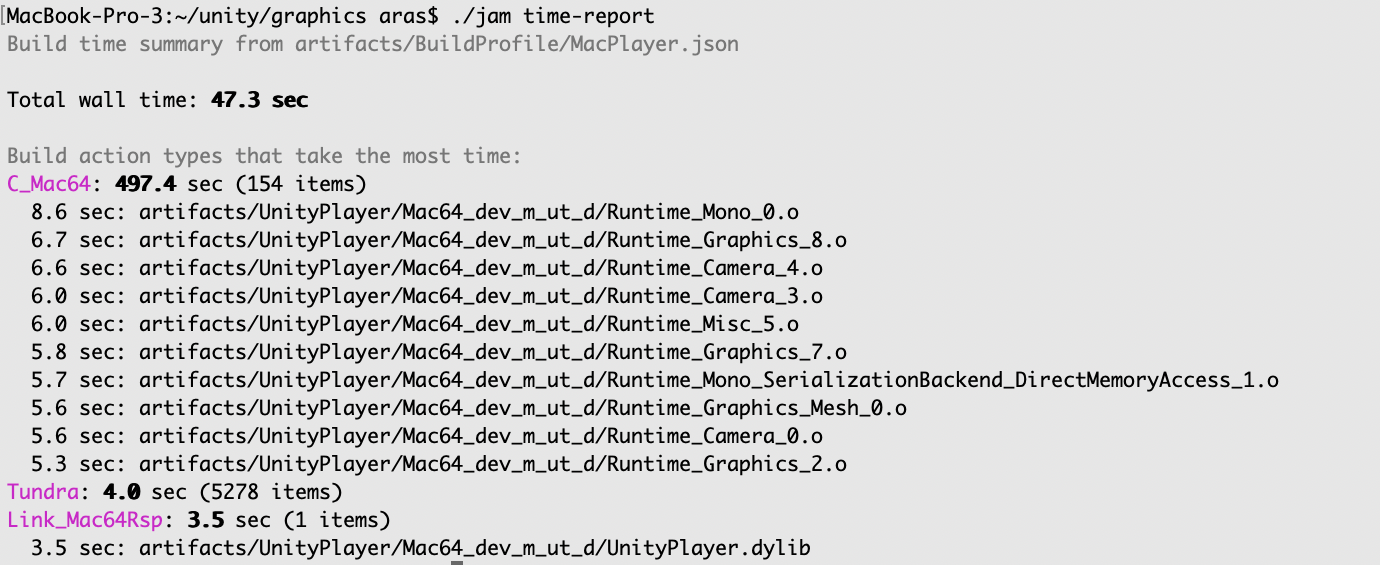 MacBook-Pro-3:~/unity/graphics aras$ ./jam time-report
Build time summary from artifacts/BuildProfile/MacPlayer.json
Total wall time: 47.3 sec
Build action types that take the most time:
C_Mac64: 497.4 sec (154 items)
8.6 sec: artifacts/UnityPlayer/Mac64_dev_m_ut_d/Runtime_Mono_0.o
6.7 sec: artifacts/UnityPlayer/Mac64_dev_m_ut_d/Runtime_Graphics_8.o
6.6 sec: artifacts/UnityPlayer/Mac64_dev_m_ut_d/Runtime_Camera_4.o
6.0 sec: artifacts/UnityPlayer/Mac64_dev_m_ut_d/Runtime_Camera_3.o
6.0 sec: artifacts/UnityPlayer/Mac64_dev_m_ut_d/Runtime_Misc_5.o
5.8 sec: artifacts/UnityPlayer/Mac64_dev_m_ut_d/Runtime_Graphics_7.o
5.7 sec: artifacts/UnityPlayer/Mac64_dev_m_ut_d/Runtime_Mono_SerializationBackend_DirectMemoryAccess_1.o
5.6 sec: artifacts/UnityPlayer/Mac64_dev_m_ut_d/Runtime_Graphics_Mesh_0.o
5.6 sec: artifacts/UnityPlayer/Mac64_dev_m_ut_d/Runtime_Camera_0.o
5.3 sec: artifacts/UnityPlayer/Mac64_dev_m_ut_d/Runtime_Graphics_2.o
Tundra: 4.0 sec (5278 items)
Link_Mac64Rsp: 3.5 sec (1 items)
3.5 sec: artifacts/UnityPlayer/Mac64_dev_m_ut_d/UnityPlayer.dylib